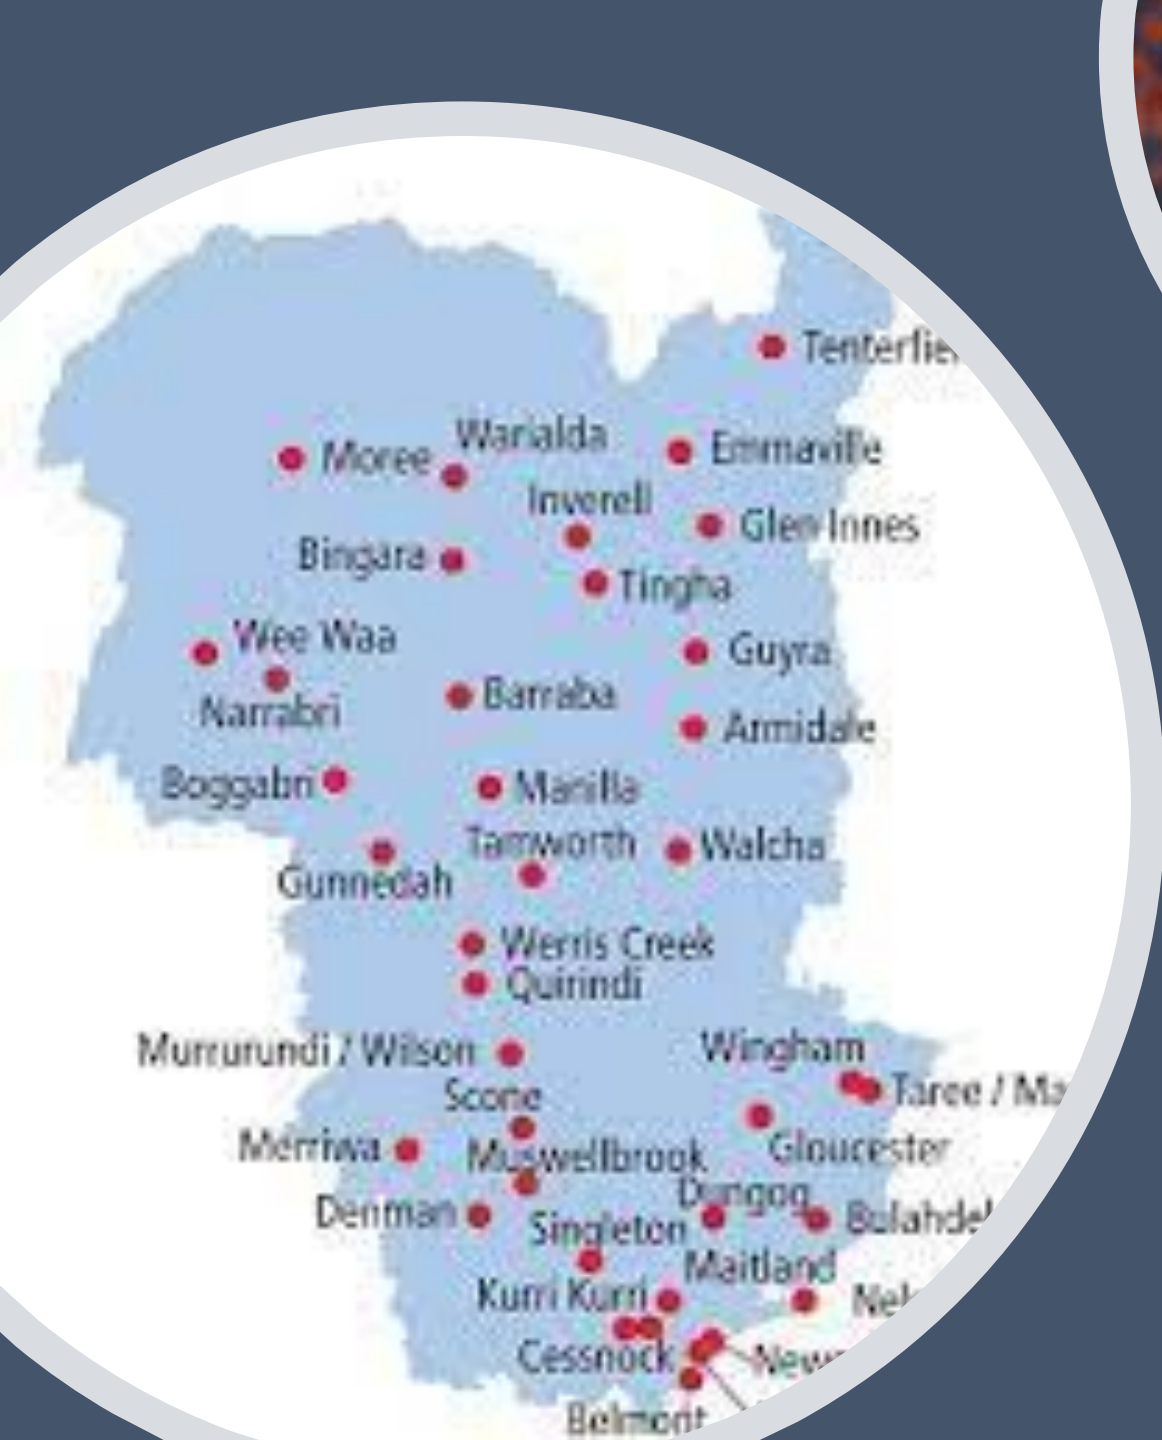 Tenterfie
Warialda
Moree
Emmaville
Inverell
Glen Innes
Bingara
Tingha
Wee Waa
Guyra
Barraba
Narrabri
Armidale
Boggabri
Manilla
Tamworth
Walcha
Gunnedah
Werris Creek
Quirindi
Murrurundi / Wilson
Wingham
Taree / Ma
Scone
Merriwa
Gloucester
Muswellbrook
Dungog
Denman
Bulahdel
Singleton
Maitland
Kurri Kurri
Nel
Cessnock
Newc
Belmont